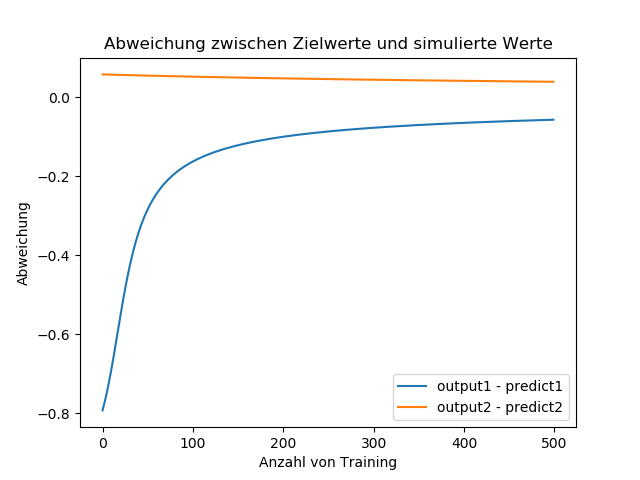 Abweichung zwischen Zielwerte und simulierte Werte
Abweichung
0.0
−0.2
−0.4
−0.6
−0.8
output1 - predict1
output2 - predict2
0 100 200 300 400 500
Anzahl von Training